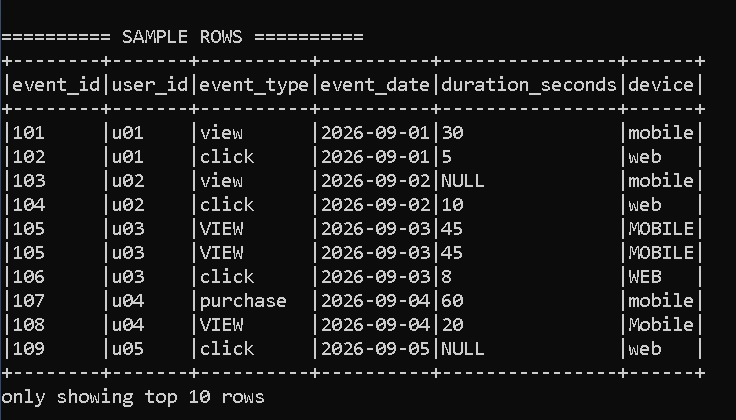 ========== SAMPLE ROWS ==========
+--------+-------+----------+----------+----------------+------+
|event_id|user_id|event_type|event_date|duration_seconds|device|
+--------+-------+----------+----------+----------------+------+
|101     |u01    |view      |2026-09-01|30              |mobile|
|102     |u01    |click     |2026-09-01|5               |web   |
|103     |u02    |view      |2026-09-02|NULL            |mobile|
|104     |u02    |click     |2026-09-02|10              |web   |
|105     |u03    |VIEW      |2026-09-03|45              |MOBILE|
|105     |u03    |VIEW      |2026-09-03|45              |MOBILE|
|106     |u03    |click     |2026-09-03|8               |WEB   |
|107     |u04    |purchase  |2026-09-04|60              |mobile|
|108     |u04    |VIEW      |2026-09-04|20              |Mobile|
|109     |u05    |click     |2026-09-05|NULL            |web   |
+--------+-------+----------+----------+----------------+------+
only showing top 10 rows